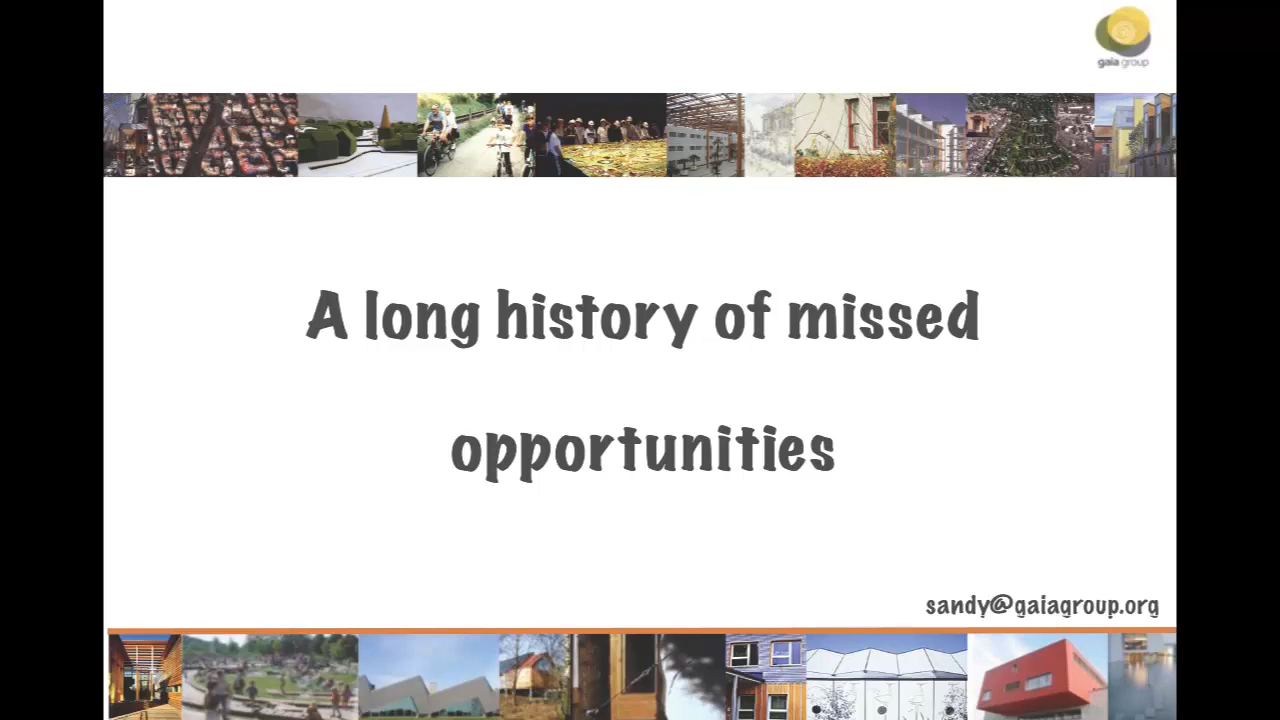 gaia group
A long history of missed
opportunities
sandy@gaiagroup.org